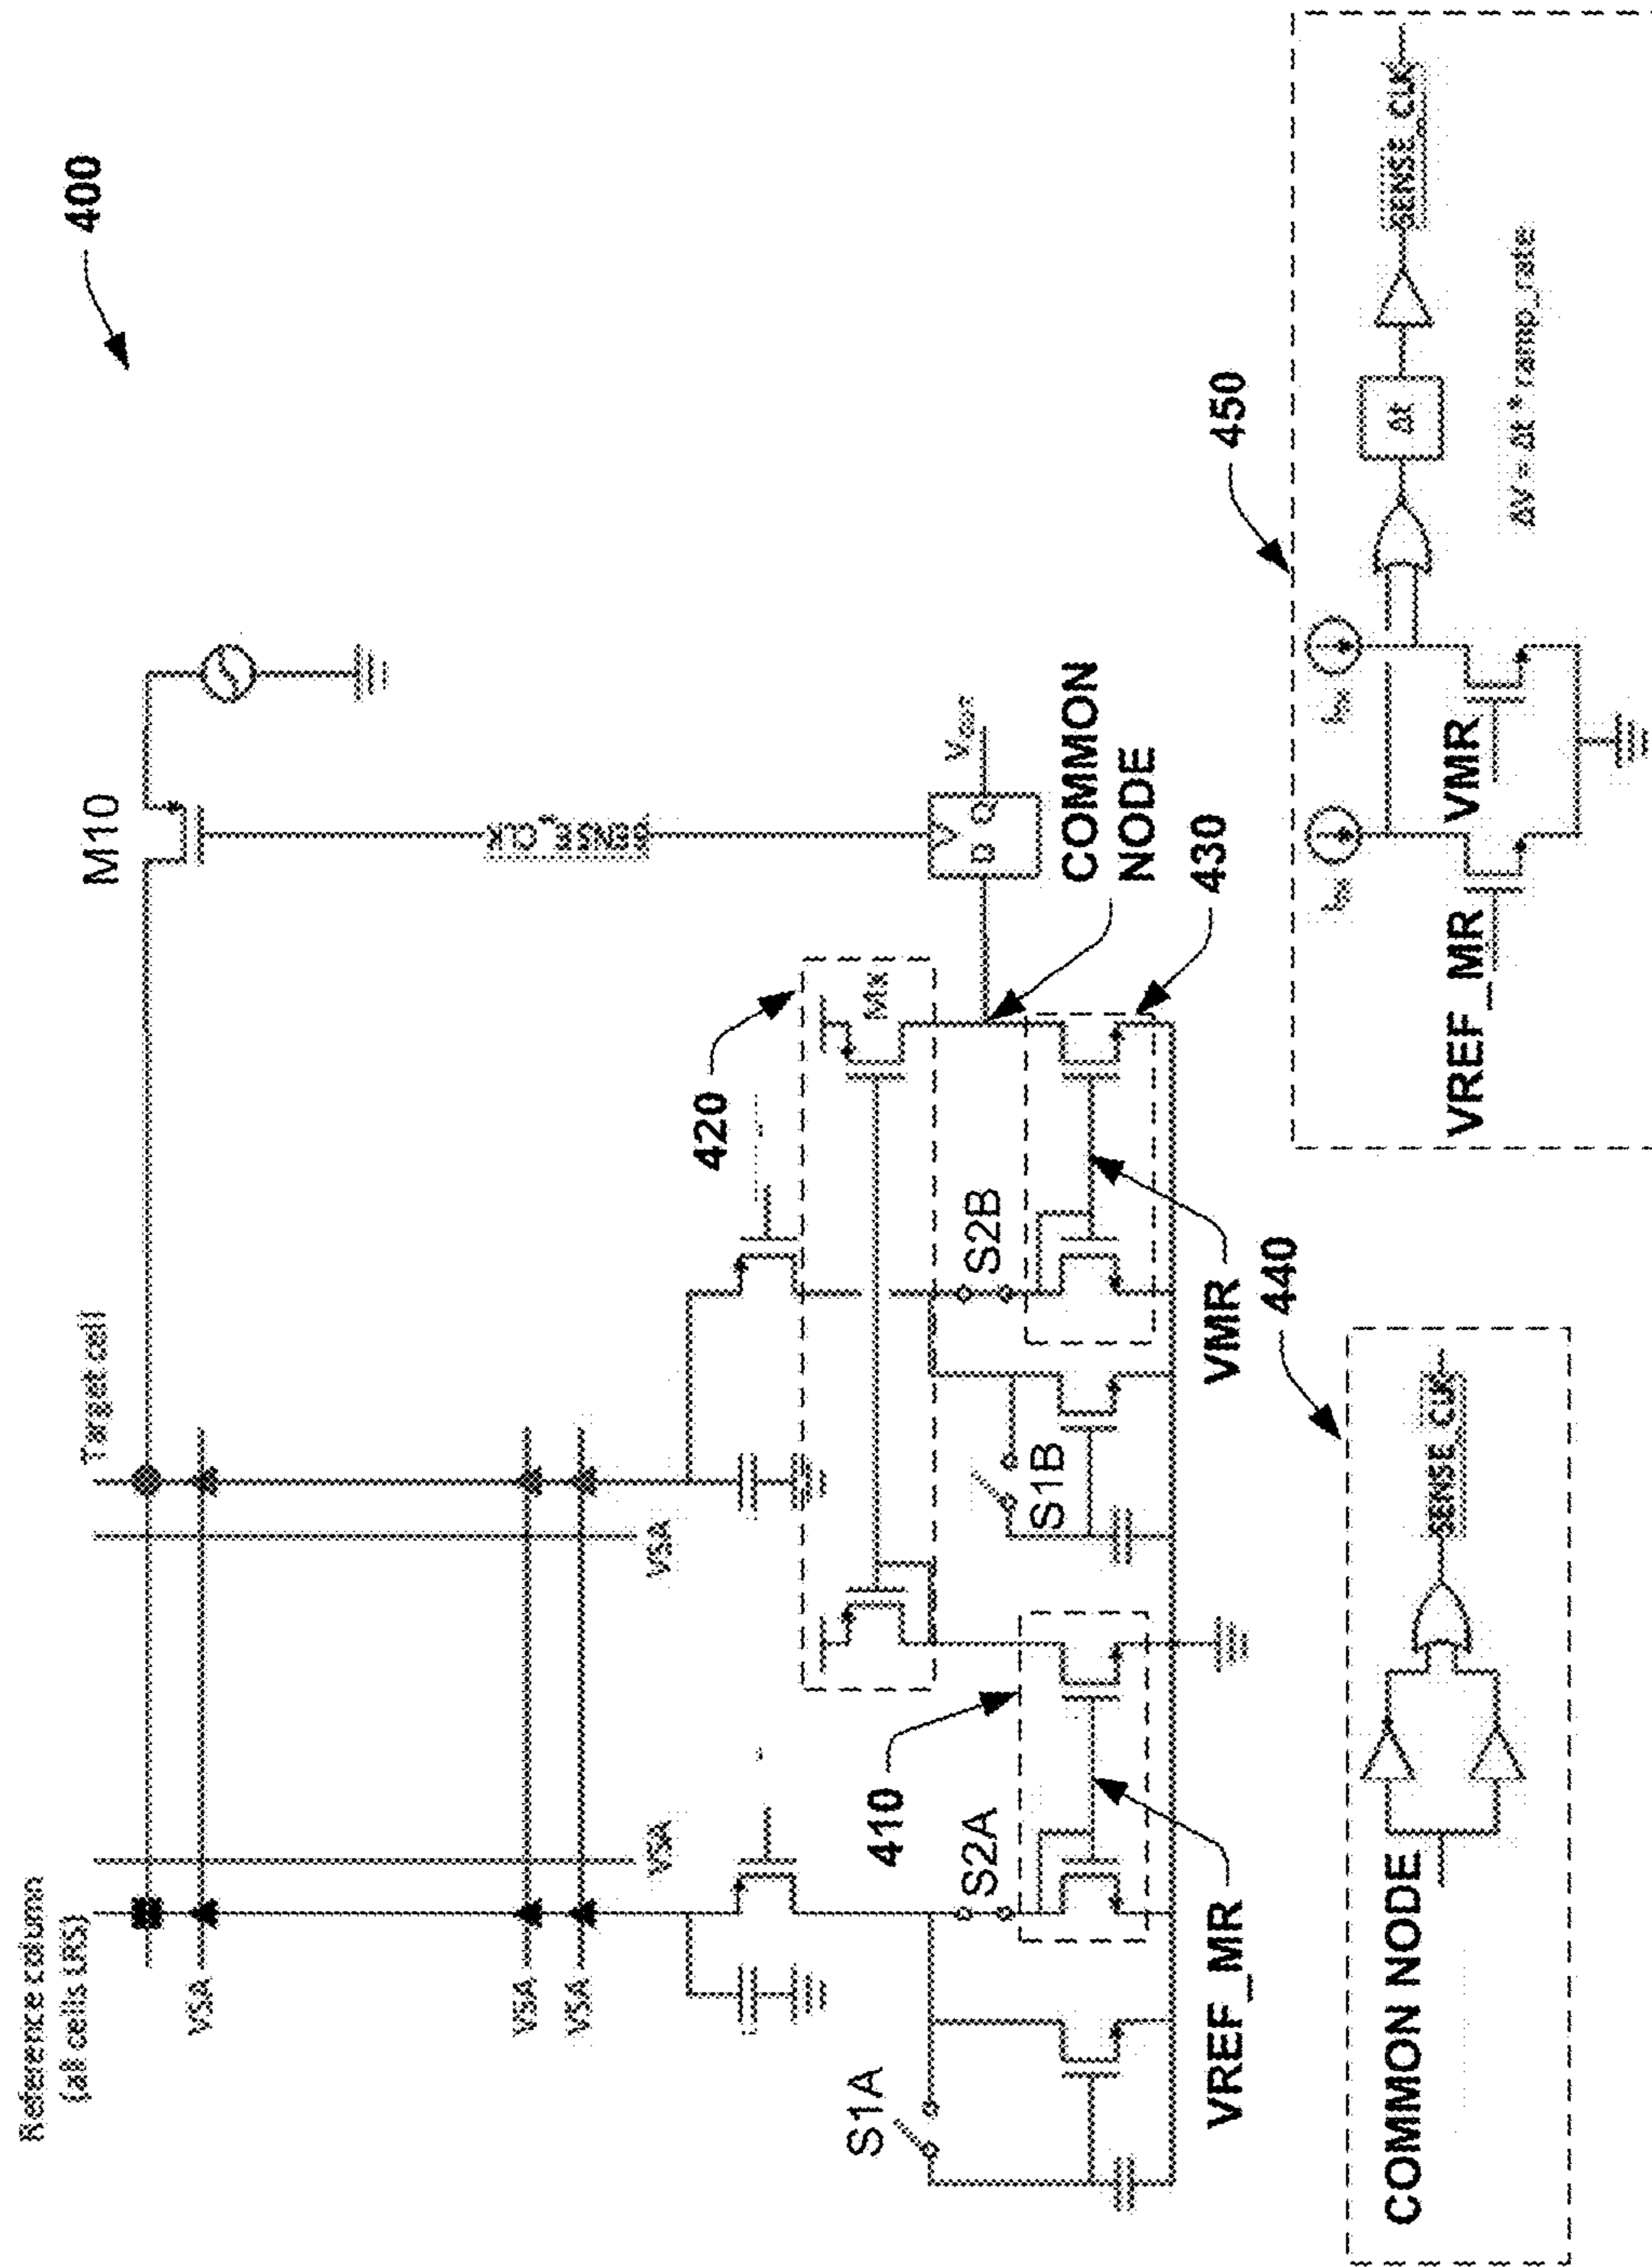 400
M10
Target cell
Reference column
(all cells LRS)
VSA
VSA
VSA
VSA
VSA
SENSE_CLK
420
Mx
D Q
COMMON
NODE
430
S2B
VMR
S1B
410
S2A
VREF_MR
S1A
440
COMMON NODE
SENSE_CLK
450
VREF_MR
VMR
Δt
SENSE_CLK
ΔV = Δt * ramp_rate